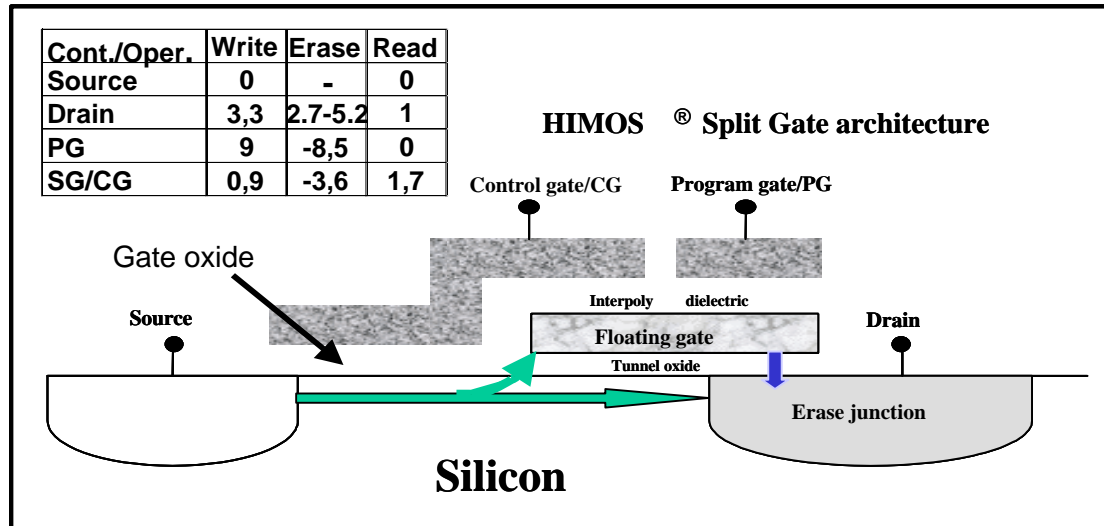 Cont./Oper. Write Erase Read
Source 0 - 0
Drain 3,3 2.7-5.2 1
PG 9 -8,5 0
SG/CG 0,9 -3,6 1,7
HIMOS ® Split Gate architecture
Control gate/CG Program gate/PG
Gate oxide
Interpoly dielectric
Source
Floating gate
Drain
Tunnel oxide
Erase junction
Silicon